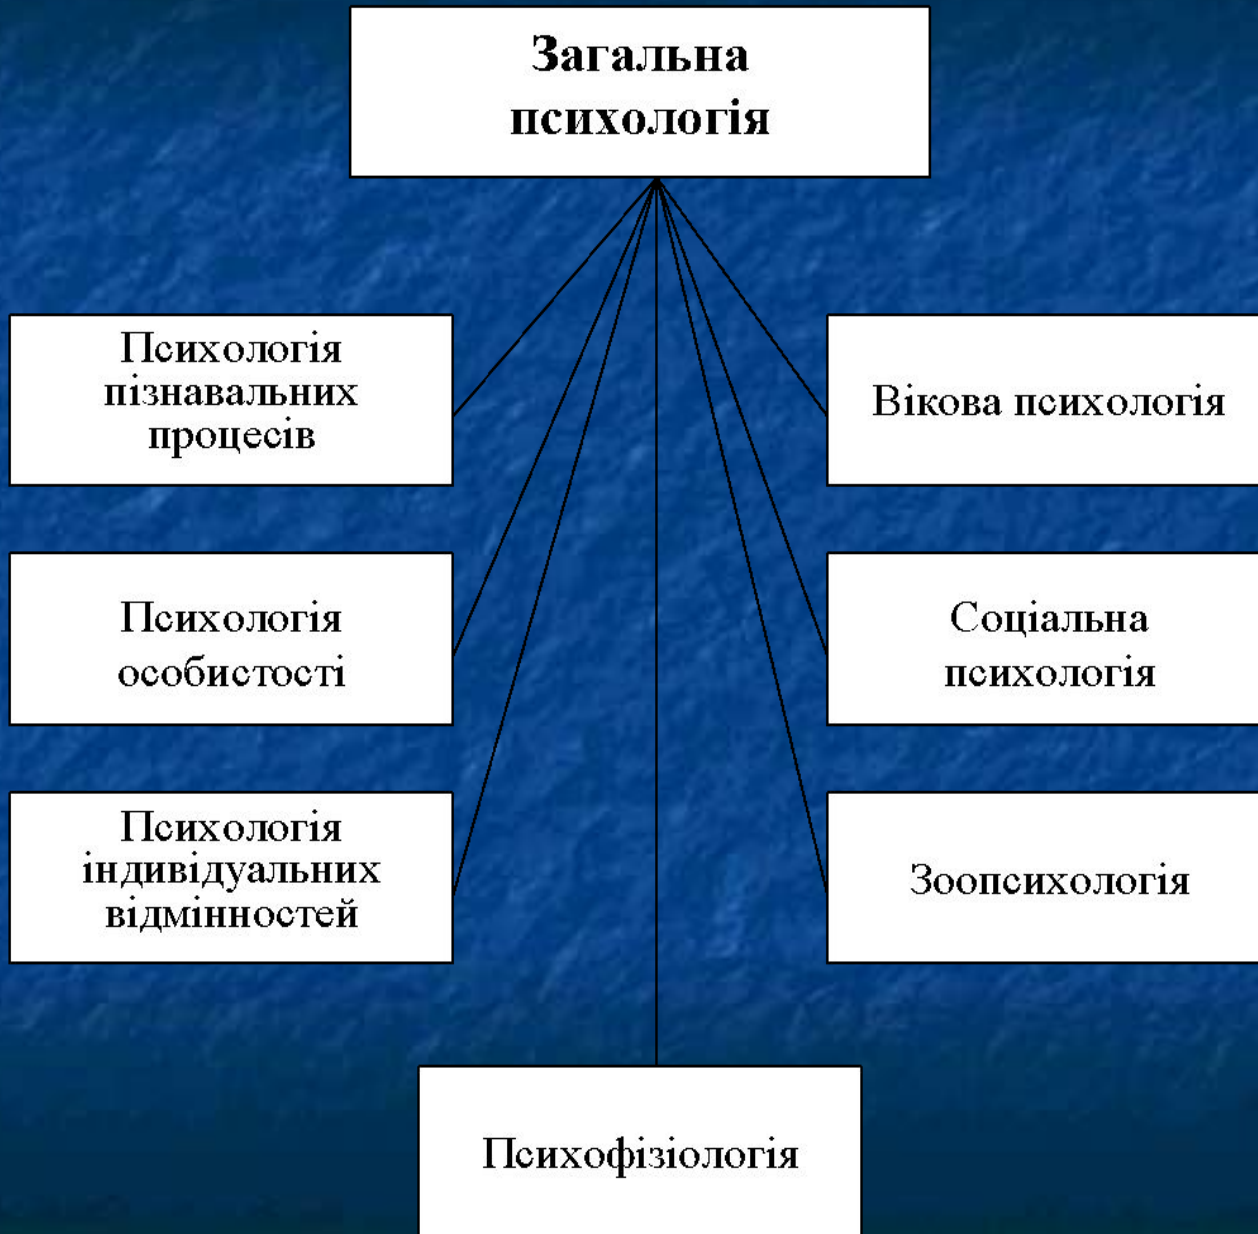 Загальна
психологія
Психологія
пізнавальних
процесів
Вікова психологія
Психологія
особистості
Соціальна
психологія
Психологія
індивідуальних
відмінностей
Зоопсихологія
Психофізіологія